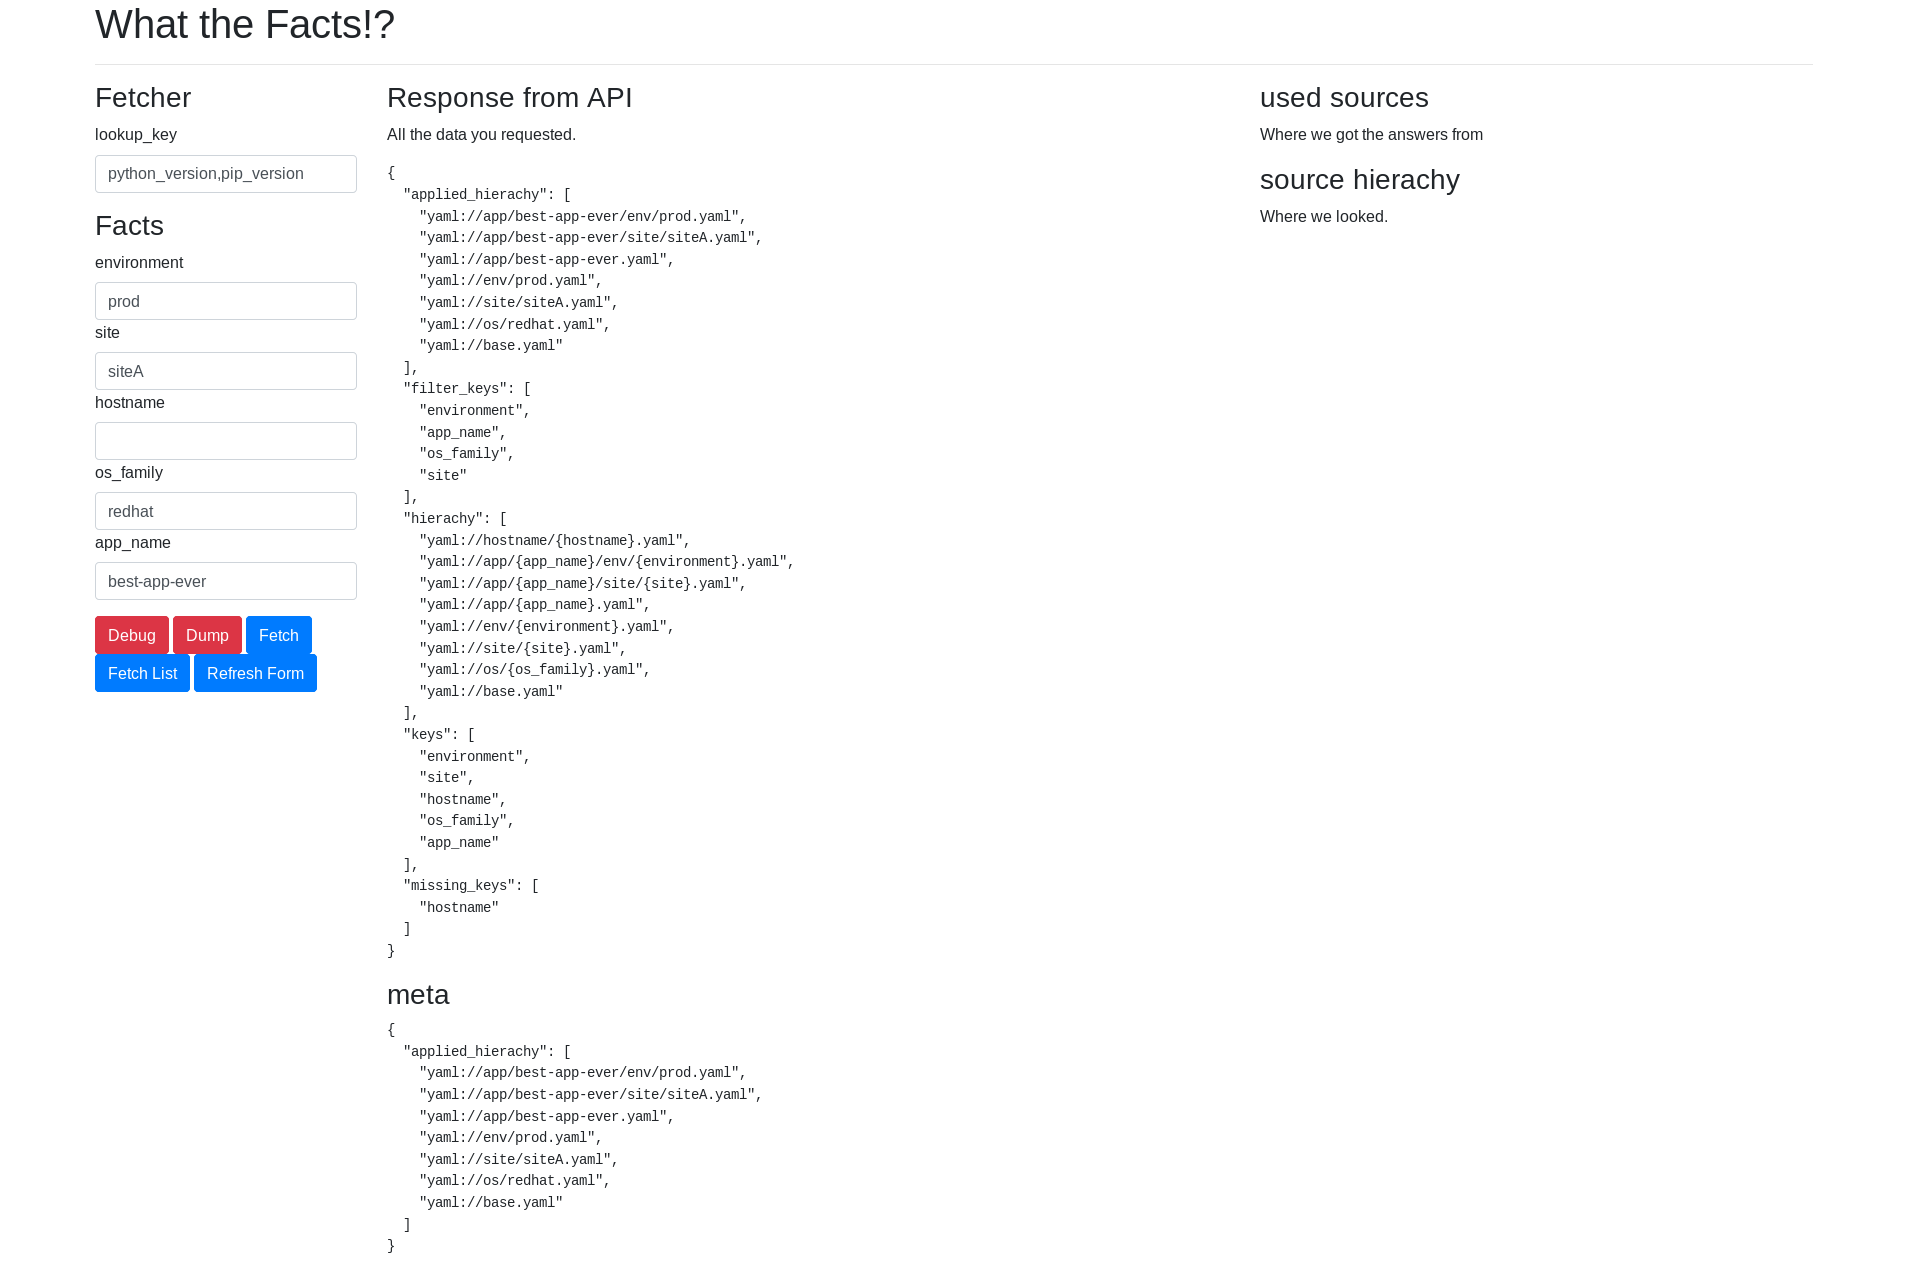 What the Facts!?
Fetcher
lookup_key
python_version,pip_version
Facts
environment
prod
site
siteA
hostname
os_family
redhat
app_name
best-app-ever
Debug Dump Fetch
Fetch List Refresh Form
Response from API
All the data you requested.
{
  "applied_hierachy": [
    "yaml://app/best-app-ever/env/prod.yaml",
    "yaml://app/best-app-ever/site/siteA.yaml",
    "yaml://app/best-app-ever.yaml",
    "yaml://env/prod.yaml",
    "yaml://site/siteA.yaml",
    "yaml://os/redhat.yaml",
    "yaml://base.yaml"
  ],
  "filter_keys": [
    "environment",
    "app_name",
    "os_family",
    "site"
  ],
  "hierachy": [
    "yaml://hostname/{hostname}.yaml",
    "yaml://app/{app_name}/env/{environment}.yaml",
    "yaml://app/{app_name}/site/{site}.yaml",
    "yaml://app/{app_name}.yaml",
    "yaml://env/{environment}.yaml",
    "yaml://site/{site}.yaml",
    "yaml://os/{os_family}.yaml",
    "yaml://base.yaml"
  ],
  "keys": [
    "environment",
    "site",
    "hostname",
    "os_family",
    "app_name"
  ],
  "missing_keys": [
    "hostname"
  ]
}
meta
{
  "applied_hierachy": [
    "yaml://app/best-app-ever/env/prod.yaml",
    "yaml://app/best-app-ever/site/siteA.yaml",
    "yaml://app/best-app-ever.yaml",
    "yaml://env/prod.yaml",
    "yaml://site/siteA.yaml",
    "yaml://os/redhat.yaml",
    "yaml://base.yaml"
  ]
}
used sources
Where we got the answers from
source hierachy
Where we looked.